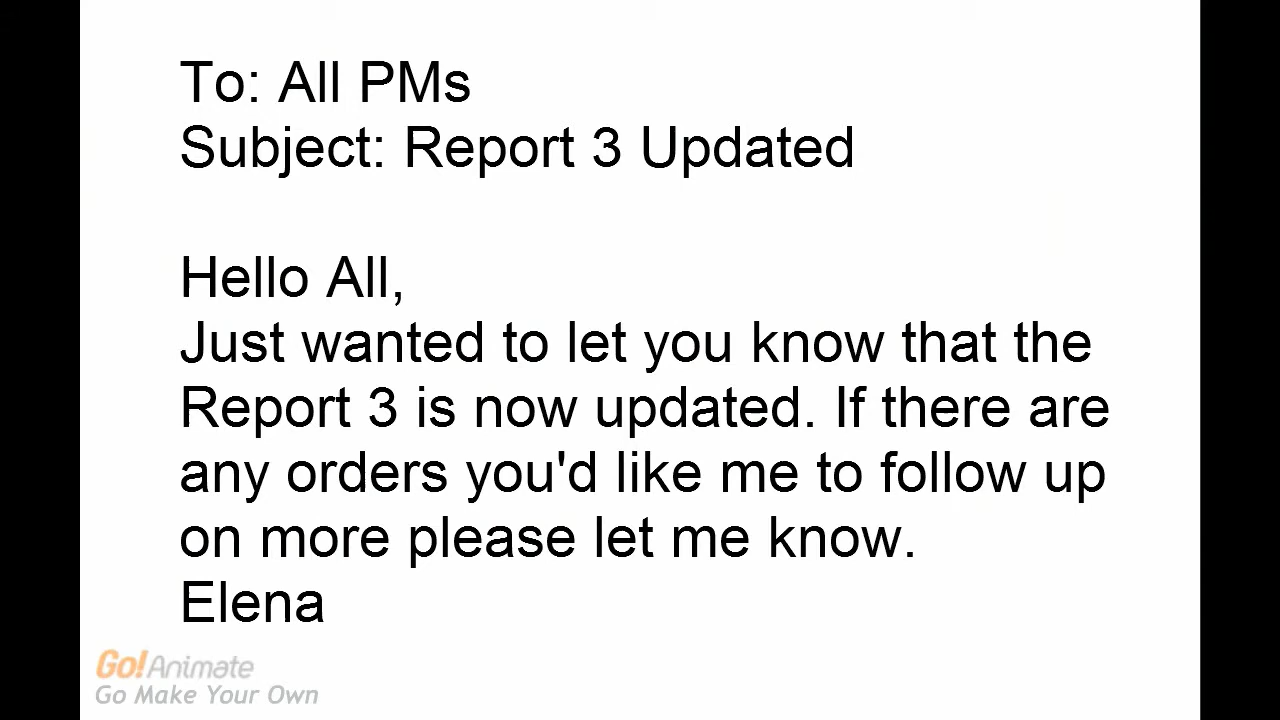 To: All PMs
Subject: Report 3 Updated
Hello All,
Just wanted to let you know that the
Report 3 is now updated. If there are
any orders you'd like me to follow up
on more please let me know.
Elena
Go!Animate
Go Make Your Own